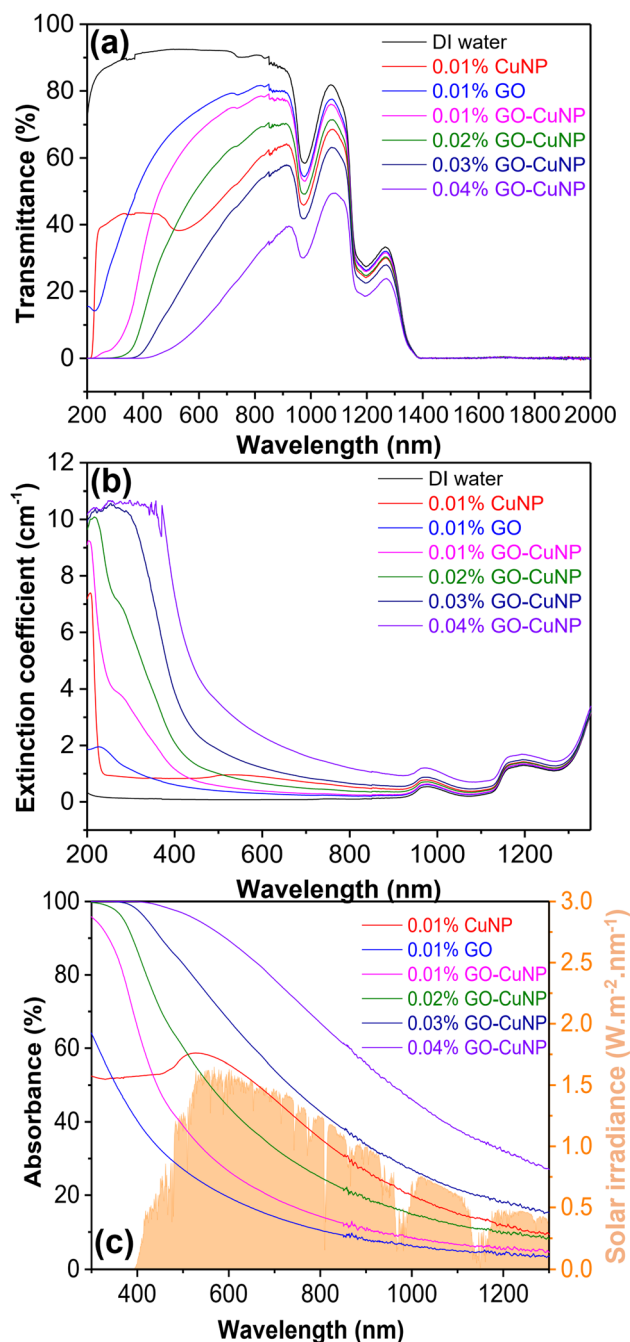 (a)
DI water
0.01% CuNP
0.01% GO
0.01% GO-CuNP
0.02% GO-CuNP
0.03% GO-CuNP
0.04% GO-CuNP
Transmittance (%)
100
80
60
40
20
0
200 400 600 800 1000 1200 1400 1600 1800 2000
Wavelength (nm)
(b)
DI water
0.01% CuNP
0.01% GO
0.01% GO-CuNP
0.02% GO-CuNP
0.03% GO-CuNP
0.04% GO-CuNP
Extinction coefficient (cm⁻¹)
12
10
8
6
4
2
0
200 400 600 800 1000 1200
Wavelength (nm)
0.01% CuNP
0.01% GO
0.01% GO-CuNP
0.02% GO-CuNP
0.03% GO-CuNP
0.04% GO-CuNP
Absorbance (%)
100
80
60
40
20
0
(c)
3.0
2.5
2.0
1.5
1.0
0.5
0.0
Solar irradiance (W.m⁻².nm⁻¹)
400 600 800 1000 1200
Wavelength (nm)